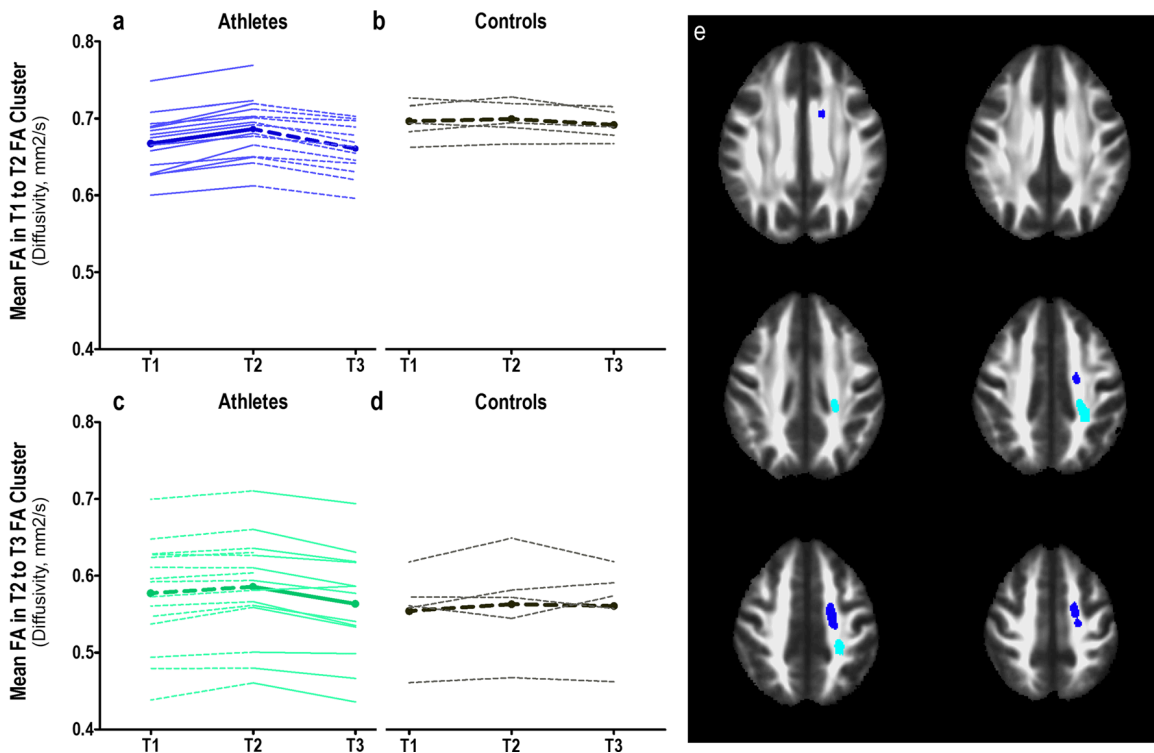 a
Athletes
b
Controls
e
Mean FA in T1 to T2 FA Cluster
(Diffusivity, mm2/s)
0.8
0.7
0.6
0.5
0.4
T1
T2
T3
T1
T2
T3
c
Athletes
d
Controls
Mean FA in T2 to T3 FA Cluster
(Diffusivity, mm2/s)
0.8
0.7
0.6
0.5
0.4
T1
T2
T3
T1
T2
T3